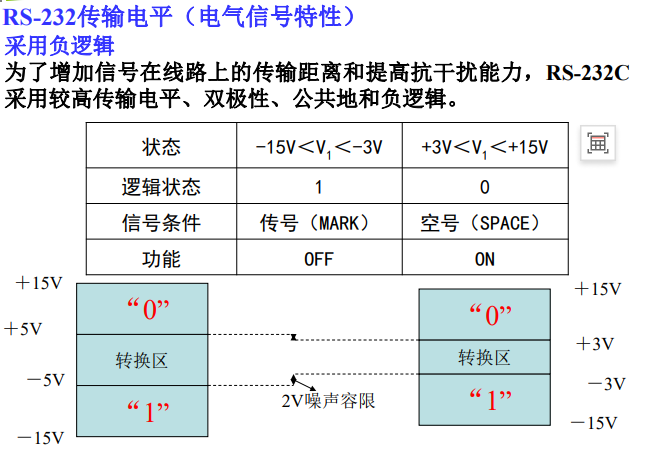 RS-232传输电平（电气信号特性）
采用负逻辑
为了增加信号在线路上的传输距离和提高抗干扰能力，RS-232C
采用较高传输电平、双极性、公共地和负逻辑。
状态 －15V＜V1＜－3V ＋3V＜V1＜＋15V
逻辑状态 1 0
信号条件 传号（MARK） 空号（SPACE）
功能 OFF ON
＋15V
“0”
＋5V
转换区
－5V
“1”
－15V
2V噪声容限
＋15V
“0”
＋3V
转换区
－3V
“1”
－15V